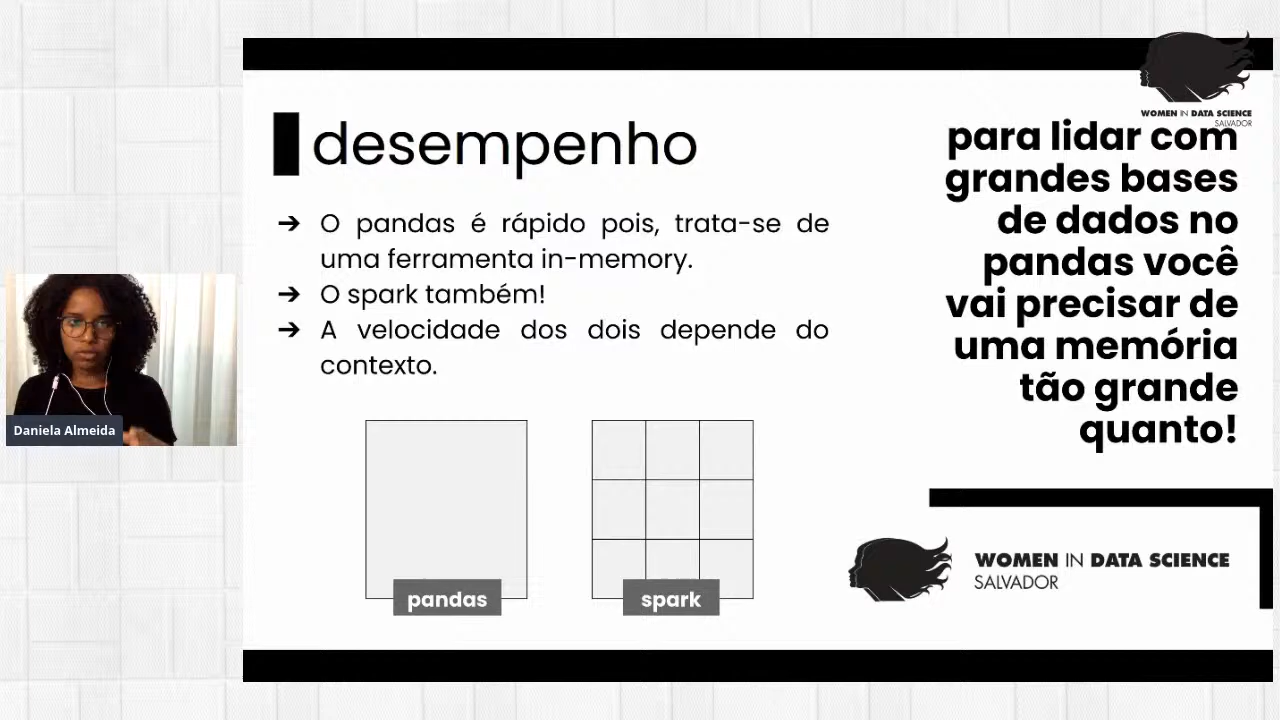 WOMEN IN DATA SCIENCE
SALVADOR
desempenho
➔ O pandas é rápido pois, trata-se de
uma ferramenta in-memory.
➔ O spark também!
➔ A velocidade dos dois depende do
contexto.
pandas
spark
para lidar com
grandes bases
de dados no
pandas você
vai precisar de
uma memória
tão grande
quanto!
WOMEN IN DATA SCIENCE
SALVADOR
Daniela Almeida